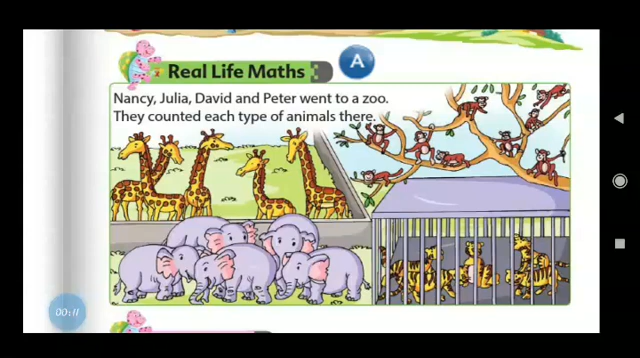 Real Life Maths
A
Nancy, Julia, David and Peter went to a zoo.
They counted each type of animals there.
00:11